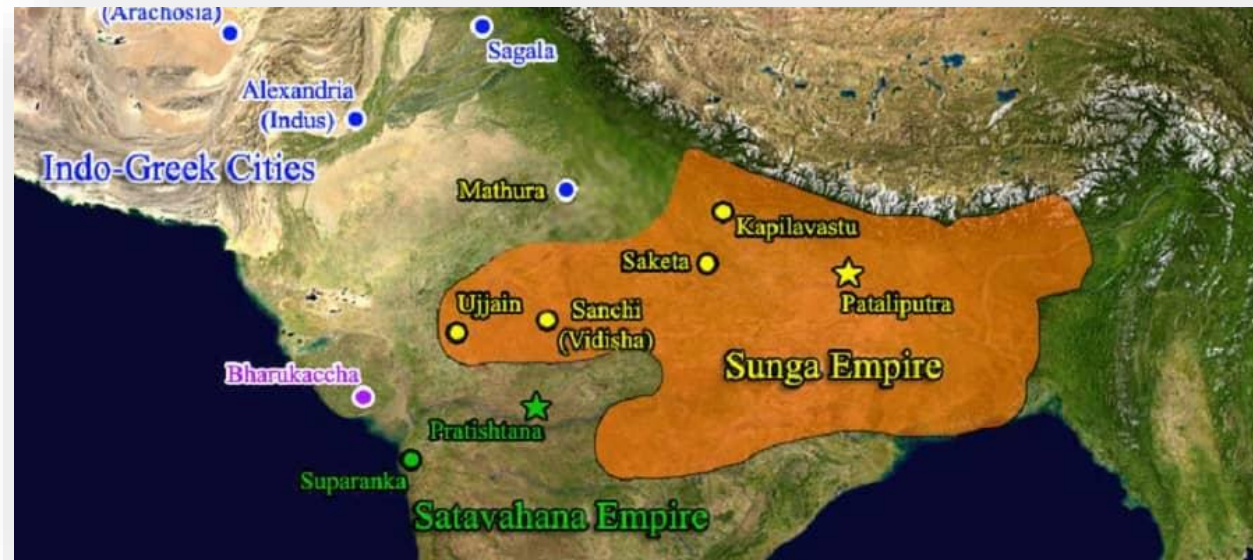 (Arachosia)
Sagala
Alexandria
(Indus)
Indo-Greek Cities
Mathura
Kapilavastu
Saketa
Pataliputra
Ujjain
Sanchi
(Vidisha)
Sunga Empire
Bharukaccha
Pratishtana
Suparanka
Satavahana Empire